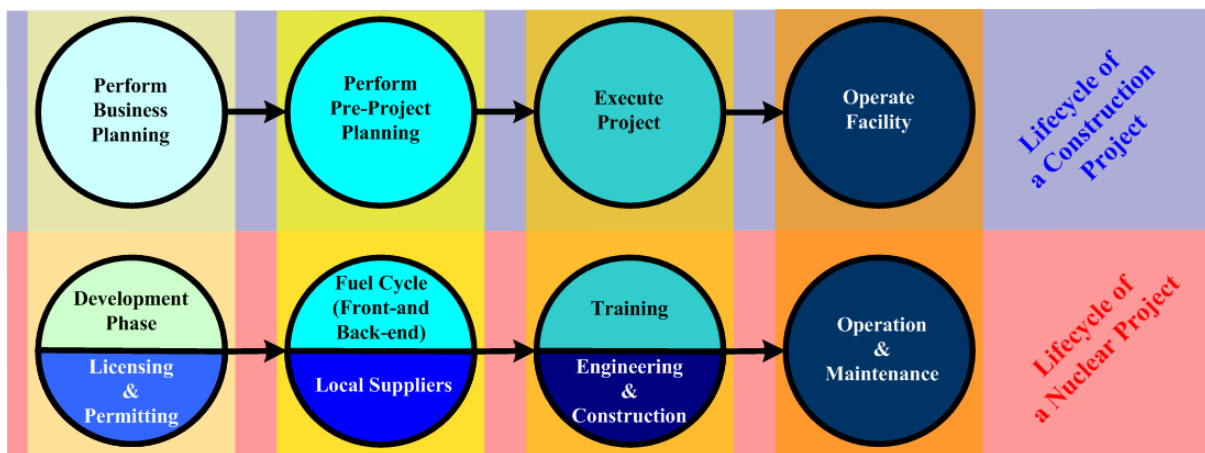 Perform
Business
Planning
Perform
Pre-Project
Planning
Execute
Project
Operate
Facility
Lifecycle of
a Construction
Project
Development
Phase
Licensing
&
Permitting
Fuel Cycle
(Front-and
Back-end)
Local Suppliers
Training
Engineering
&
Construction
Operation
&
Maintenance
Lifecycle of
a Nuclear Project